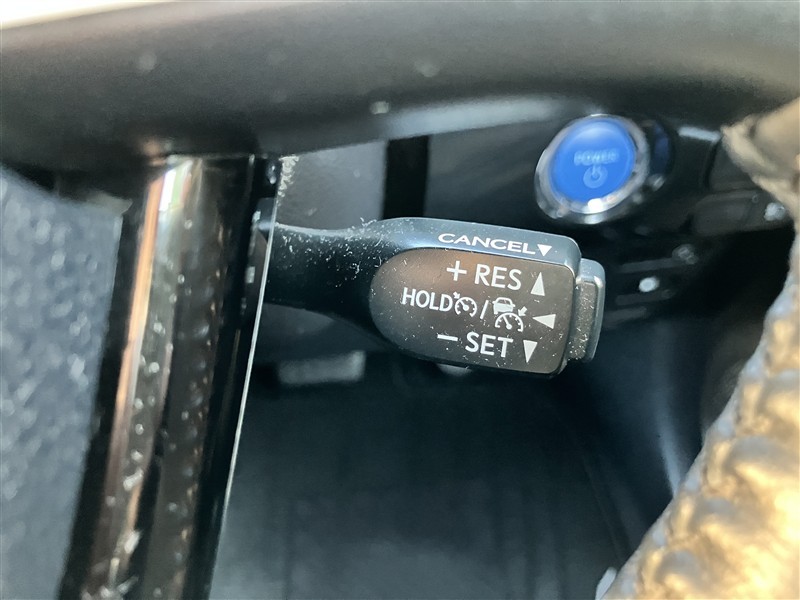 POWER
CANCEL▼
+ RES ▲
HOLD / ◀
− SET ▼